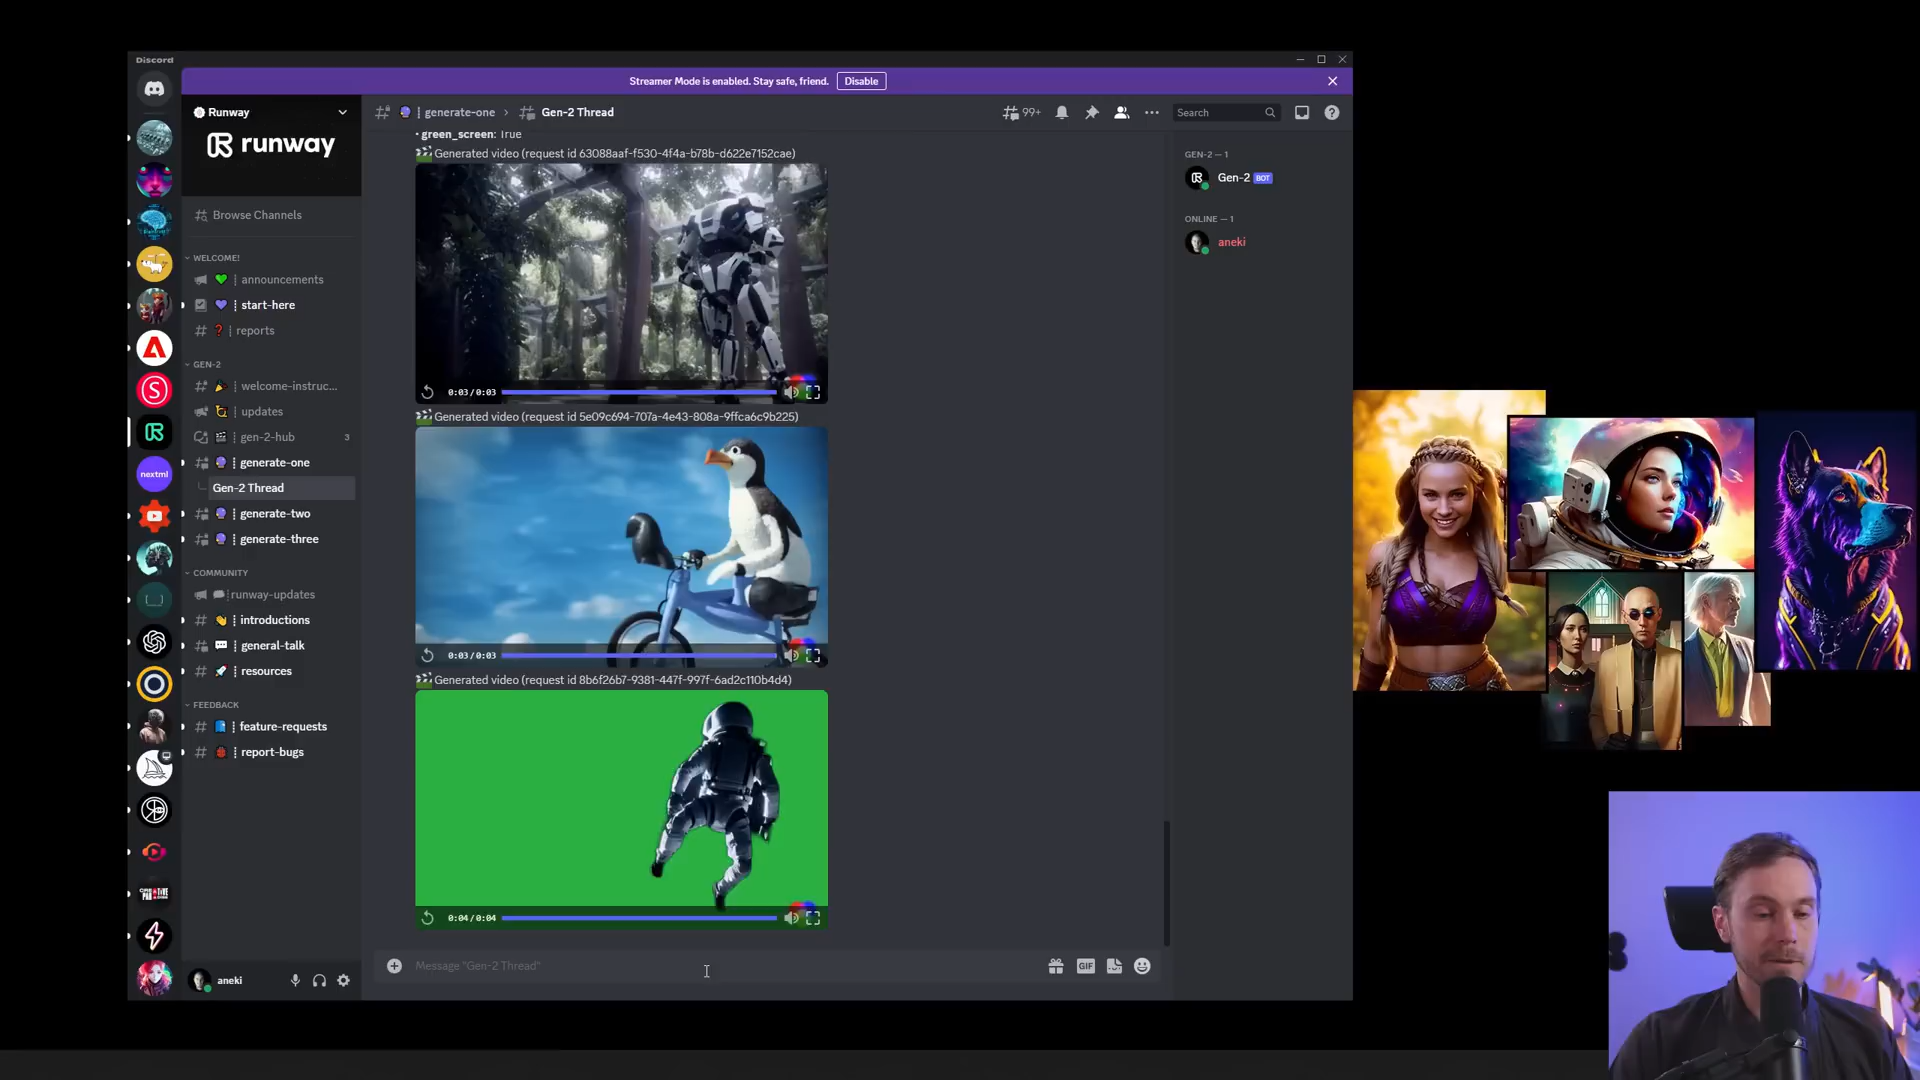 Discord
Streamer Mode is enabled. Stay safe, friend.
Disable
Runway
runway
generate-one
Gen-2 Thread
99+
Search
Browse Channels
WELCOME!
announcements
start-here
reports
GEN-2
welcome-instruc...
updates
gen-2-hub
3
generate-one
Gen-2 Thread
generate-two
generate-three
COMMUNITY
runway-updates
introductions
general-talk
resources
FEEDBACK
feature-requests
report-bugs
nextml
aneki
• green_screen: True
Generated video (request id 63088aaf-f530-4f4a-b78b-d622e7152cae)
0:03/0:03
Generated video (request id 5e09c694-707a-4e43-808a-9ffca6c9b225)
0:03/0:03
Generated video (request id 8b6f26b7-9381-447f-997f-6ad2c110b4d4)
0:04/0:04
Message "Gen-2 Thread"
GIF
GEN-2 — 1
Gen-2 BOT
ONLINE — 1
aneki